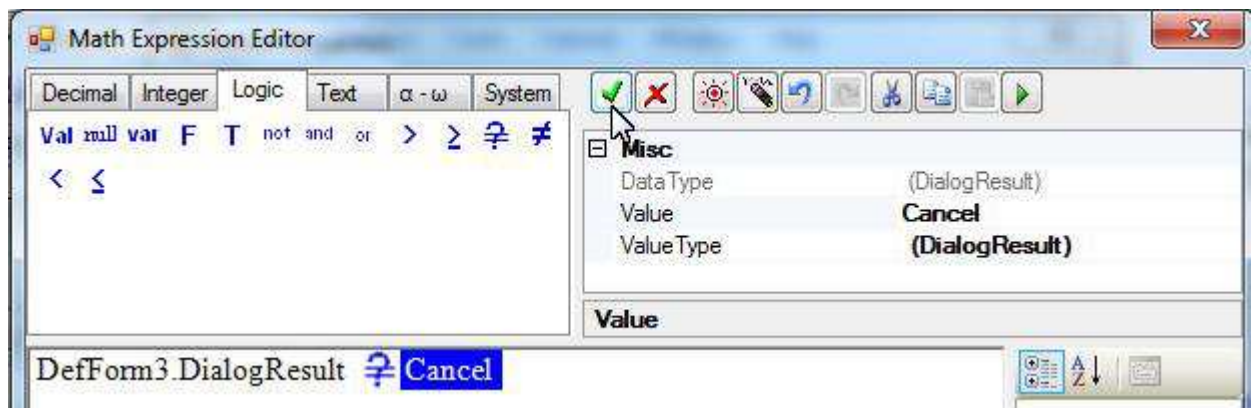 Math Expression Editor
Decimal Integer Logic Text α - ω System
Val null var F T not and or > ≥ ≠
< ≤
Misc
DataType (DialogResult)
Value Cancel
ValueType (DialogResult)
Value
DefForm3.DialogResult Cancel
A
Z